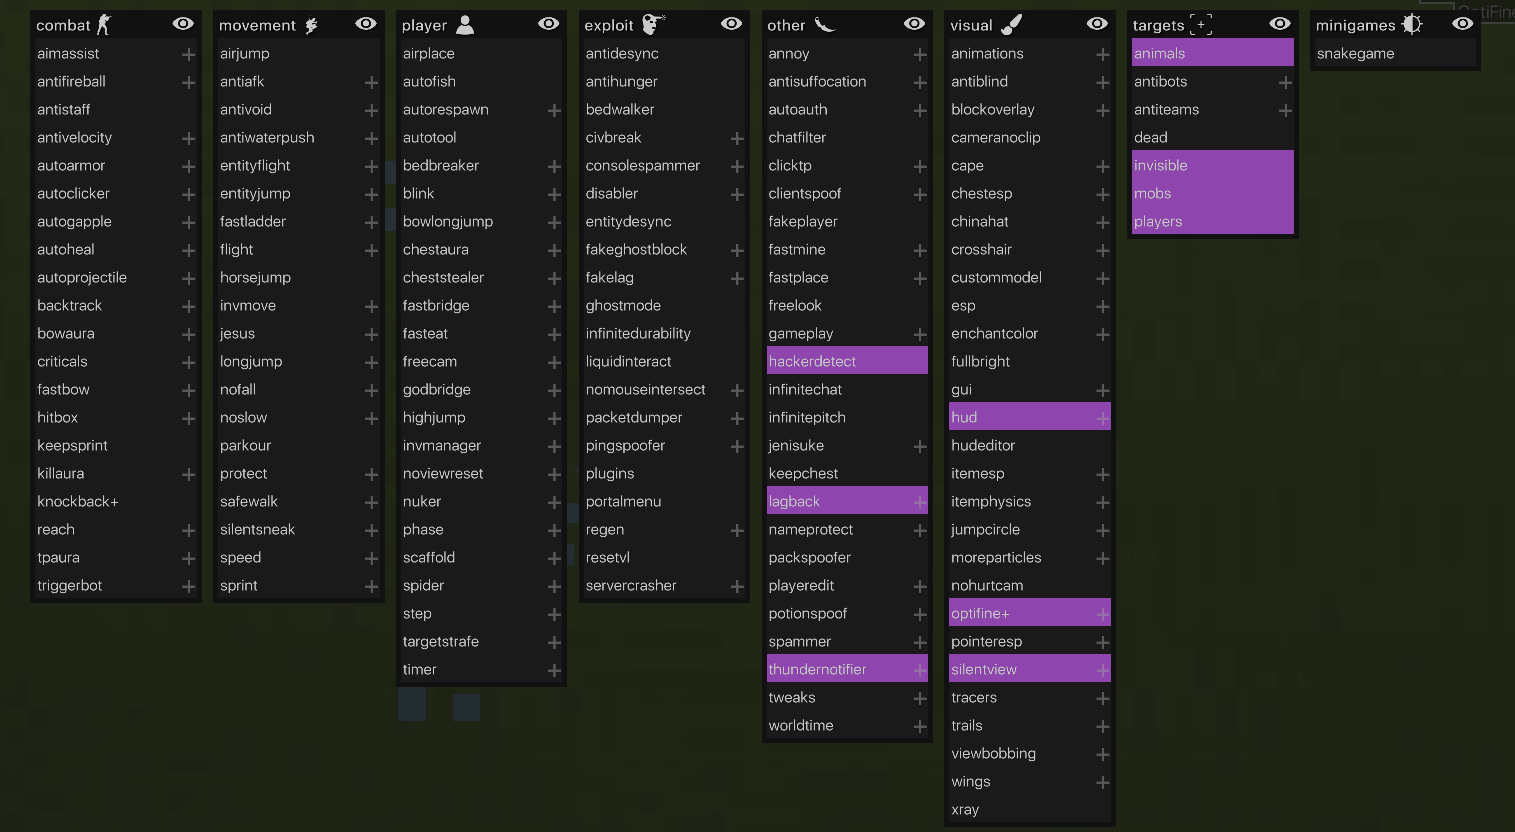 combat
aimassist
antifireball
antistaff
antivelocity
autoarmor
autoclicker
autogapple
autoheal
autoprojectile
backtrack
bowaura
criticals
fastbow
hitbox
keepsprint
killaura
knockback+
reach
tpaura
triggerbot
movement
airjump
antiafk
antivoid
antiwaterpush
entityflight
entityjump
fastladder
flight
horsejump
invmove
jesus
longjump
nofall
noslow
parkour
protect
safewalk
silentsneak
speed
sprint
player
airplace
autofish
autorespawn
autotool
bedbreaker
blink
bowlongjump
chestaura
cheststealer
fastbridge
fasteat
freecam
godbridge
highjump
invmanager
noviewreset
nuker
phase
scaffold
spider
step
targetstrafe
timer
exploit
antidesync
antihunger
bedwalker
civbreak
consolespammer
disabler
entitydesync
fakeghostblock
fakelag
ghostmode
infinitedurability
liquidinteract
nomouseintersect
packetdumper
pingspoofer
plugins
portalmenu
regen
resetvl
servercrasher
other
annoy
antisuffocation
autoauth
chatfilter
clicktp
clientspoof
fakeplayer
fastmine
fastplace
freelook
gameplay
hackerdetect
infinitechat
infinitepitch
jenisuke
keepchest
lagback
nameprotect
packspoofer
playeredit
potionspoof
spammer
thundernotifier
tweaks
worldtime
visual
animations
antiblind
blockoverlay
cameranoclip
cape
chestesp
chinahat
crosshair
custommodel
esp
enchantcolor
fullbright
gui
hud
hudeditor
itemesp
itemphysics
jumpcircle
moreparticles
nohurtcam
optifine+
pointeresp
silentview
tracers
trails
viewbobbing
wings
xray
targets
animals
antibots
antiteams
dead
invisible
mobs
players
minigames
snakegame
OptiFine